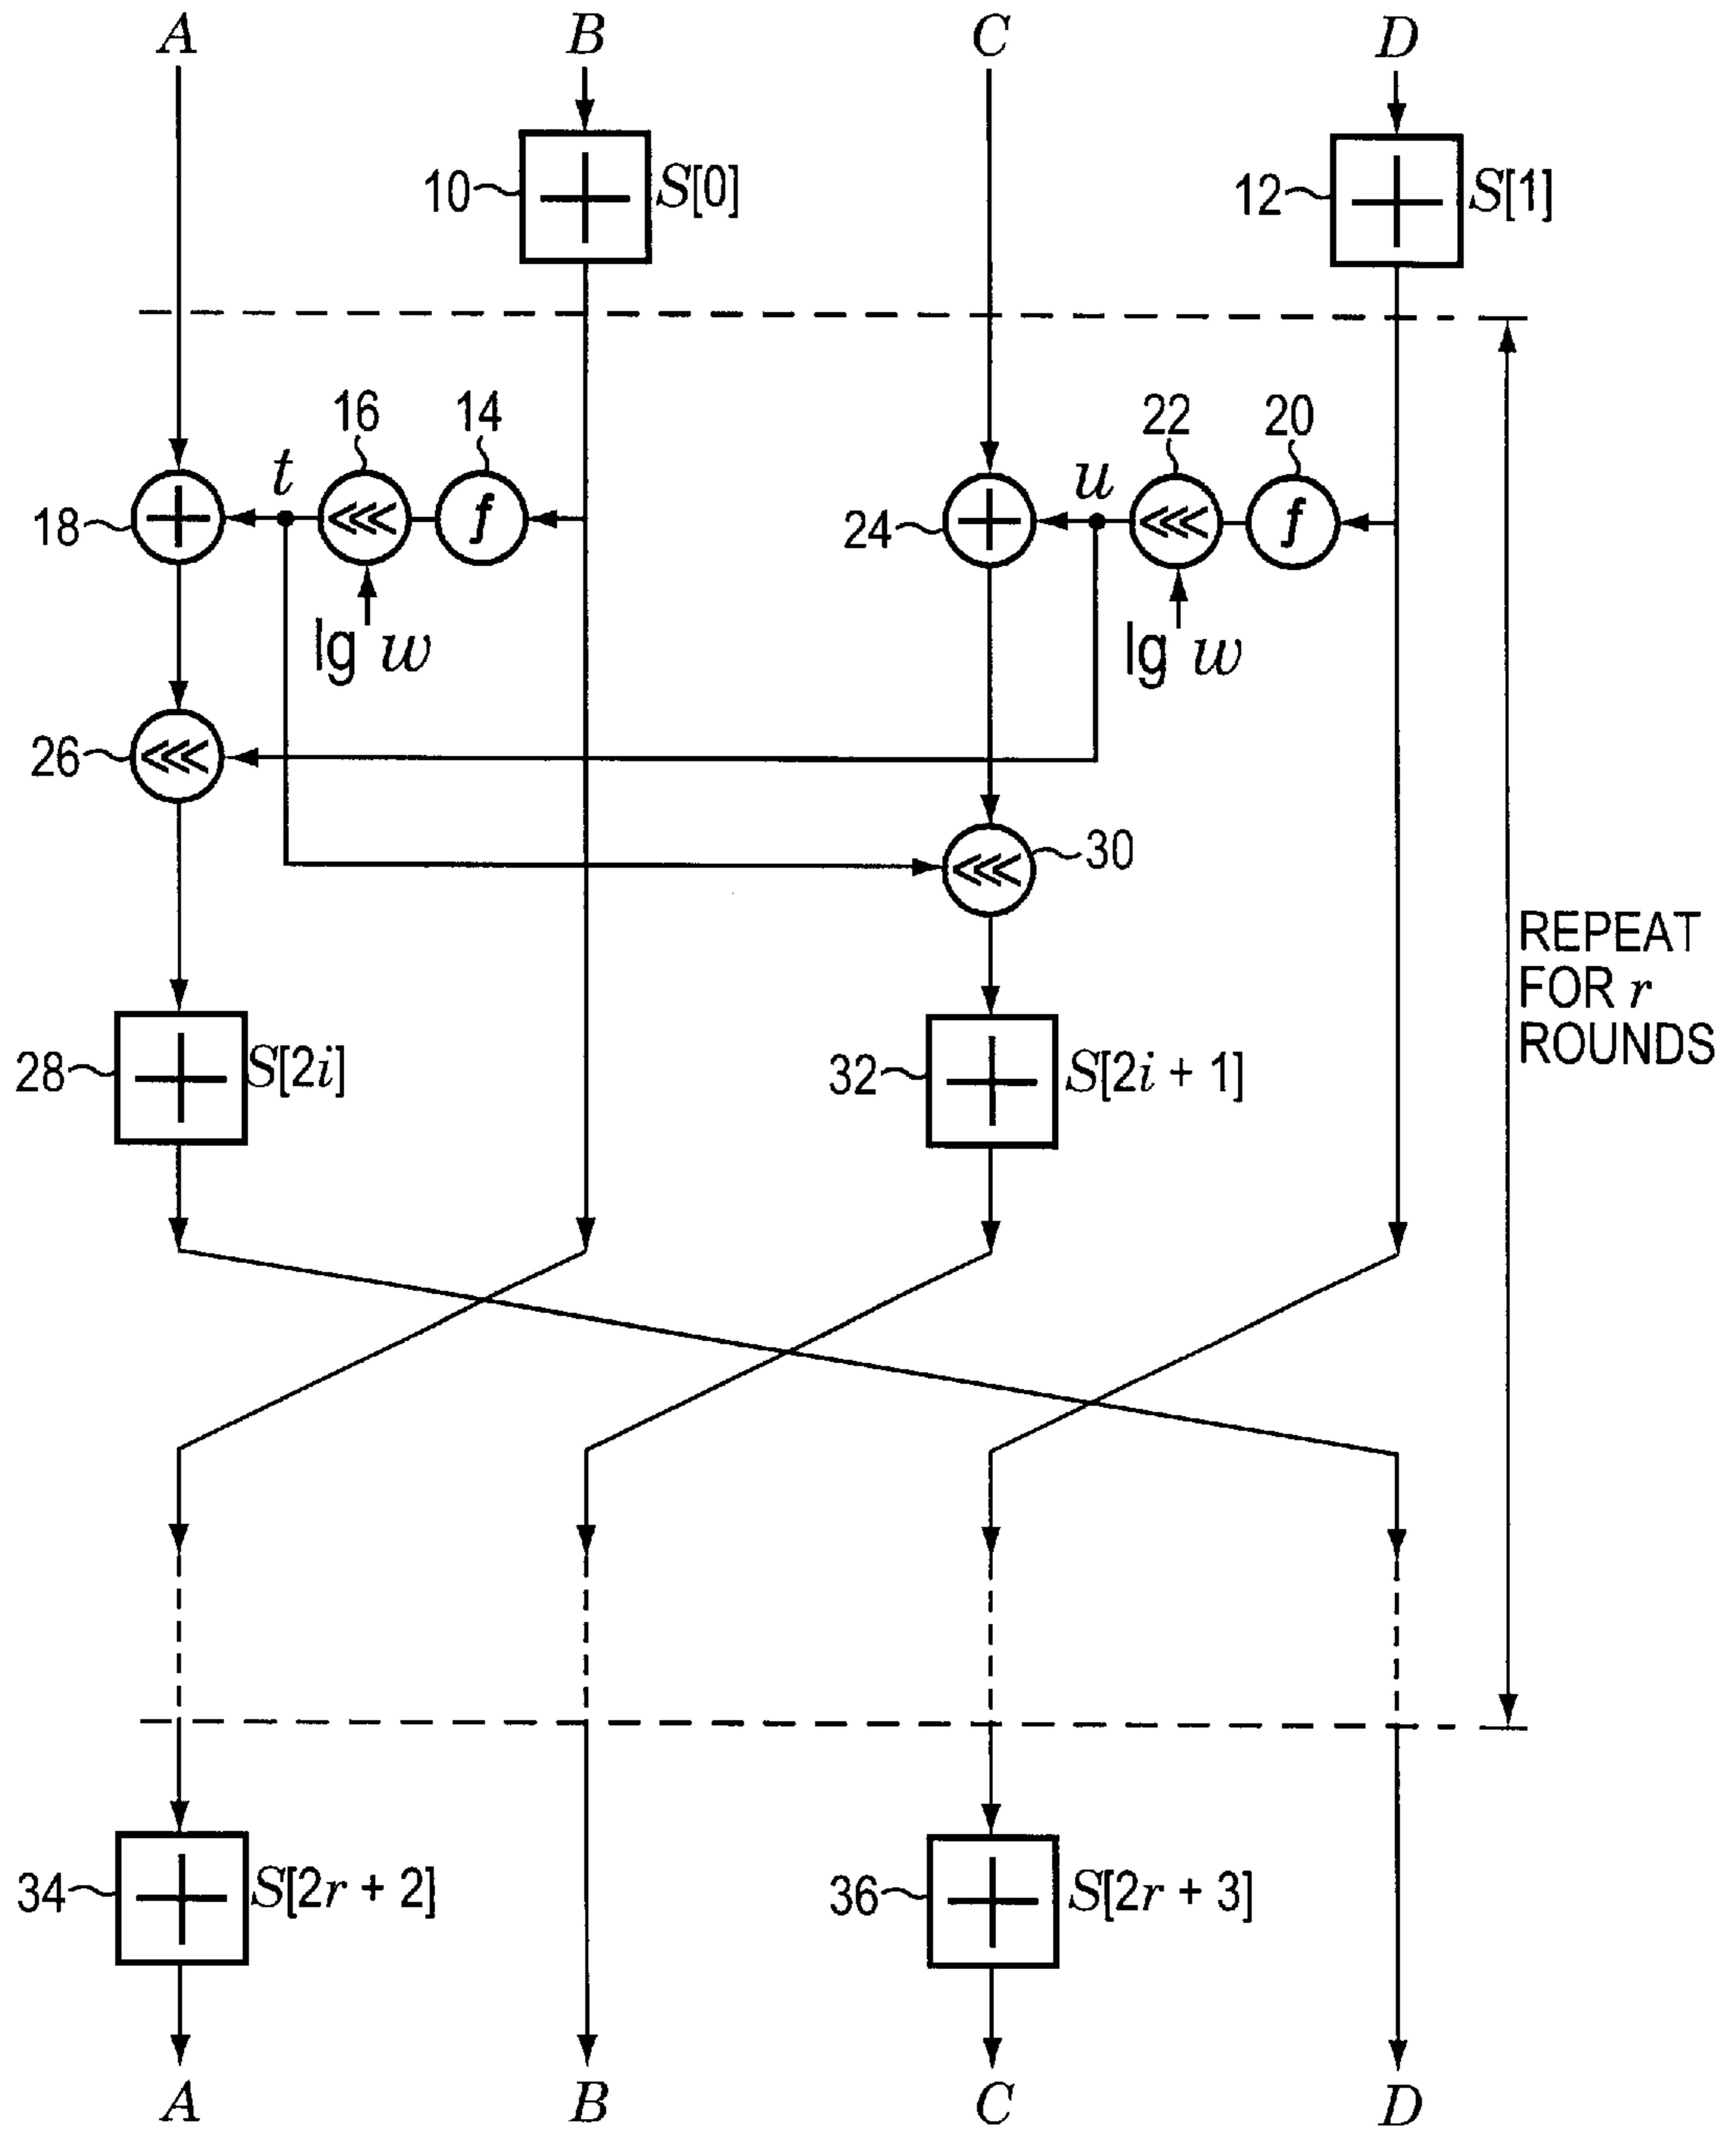 A B C D
10 S[0] 12 S[1]
16 14 22 20
t u
18 <<< f 24 <<< f
lg w lg w
26 <<<
<<< 30
REPEAT
FOR r
ROUNDS
28 S[2i] 32 S[2i + 1]
34 S[2r + 2] 36 S[2r + 3]
A B C D